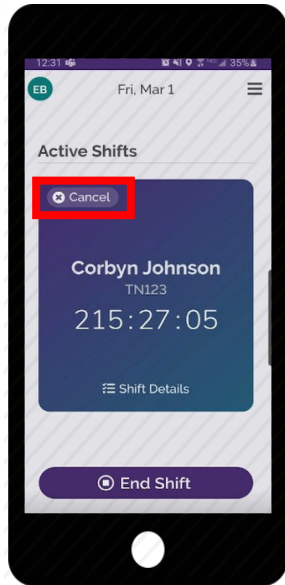 12:31 35%
EB Fri, Mar 1
Active Shifts
Cancel
Corbyn Johnson
TN123
215:27:05
Shift Details
End Shift